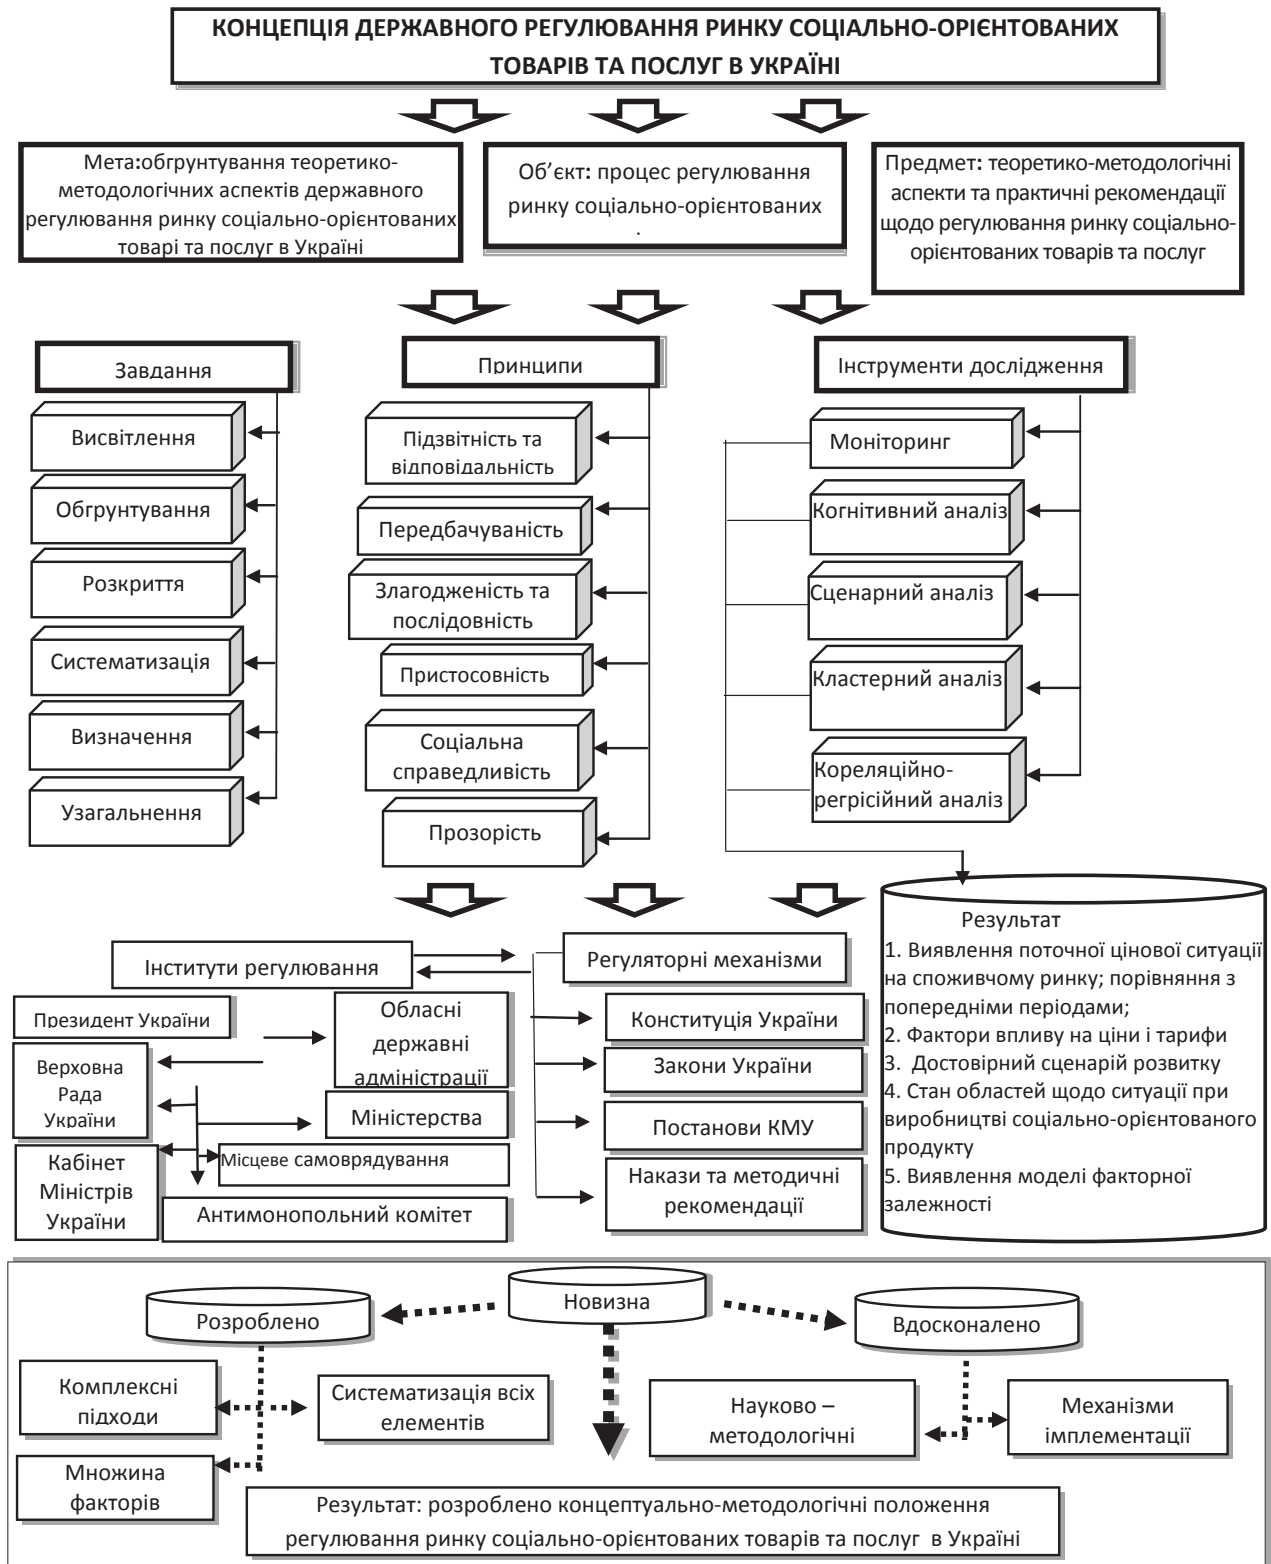 КОНЦЕПЦІЯ ДЕРЖАВНОГО РЕГУЛЮВАННЯ РИНКУ СОЦІАЛЬНО-ОРІЄНТОВАНИХ
ТОВАРІВ ТА ПОСЛУГ В УКРАЇНІ
Мета:обгрунтування теоретико-
методологічних аспектів державного
регулювання ринку соціально-орієнтованих
товарі та послуг в Україні
Об’єкт: процес регулювання
ринку соціально-орієнтованих
.
Предмет: теоретико-методологічні
аспекти та практичні рекомендації
щодо регулювання ринку соціально-
орієнтованих товарів та послуг
Завдання
Висвітлення
Обгрунтування
Розкриття
Систематизація
Визначення
Узагальнення
Принципи
Підзвітність та
відповідальність
Передбачуваність
Злагодженість та
послідовність
Пристосовність
Соціальна
справедливість
Прозорість
Інструменти дослідження
Моніторинг
Когнітивний аналіз
Сценарний аналіз
Кластерний аналіз
Кореляційно-
регрісійний аналіз
Результат
1. Виявлення поточної цінової ситуації
на споживчому ринку; порівняння з
попередніми періодами;
2. Фактори впливу на ціни і тарифи
3. Достовірний сценарій розвитку
4. Стан областей щодо ситуації при
виробництві соціально-орієнтованого
продукту
5. Виявлення моделі факторної
залежності
Інститути регулювання
Президент України
Верховна
Рада
України
Кабінет
Міністрів
України
Обласні
державні
адміністрації
Міністерства
Місцеве самоврядування
Антимонопольний комітет
Регуляторні механізми
Конституція України
Закони України
Постанови КМУ
Накази та методичні
рекомендації
Новизна
Розроблено
Вдосконалено
Комплексні
підходи
Систематизація всіх
елементів
Множина
факторів
Науково –
методологічні
Механізми
імплементації
Результат: розроблено концептуально-методологічні положення
регулювання ринку соціально-орієнтованих товарів та послуг в Україні